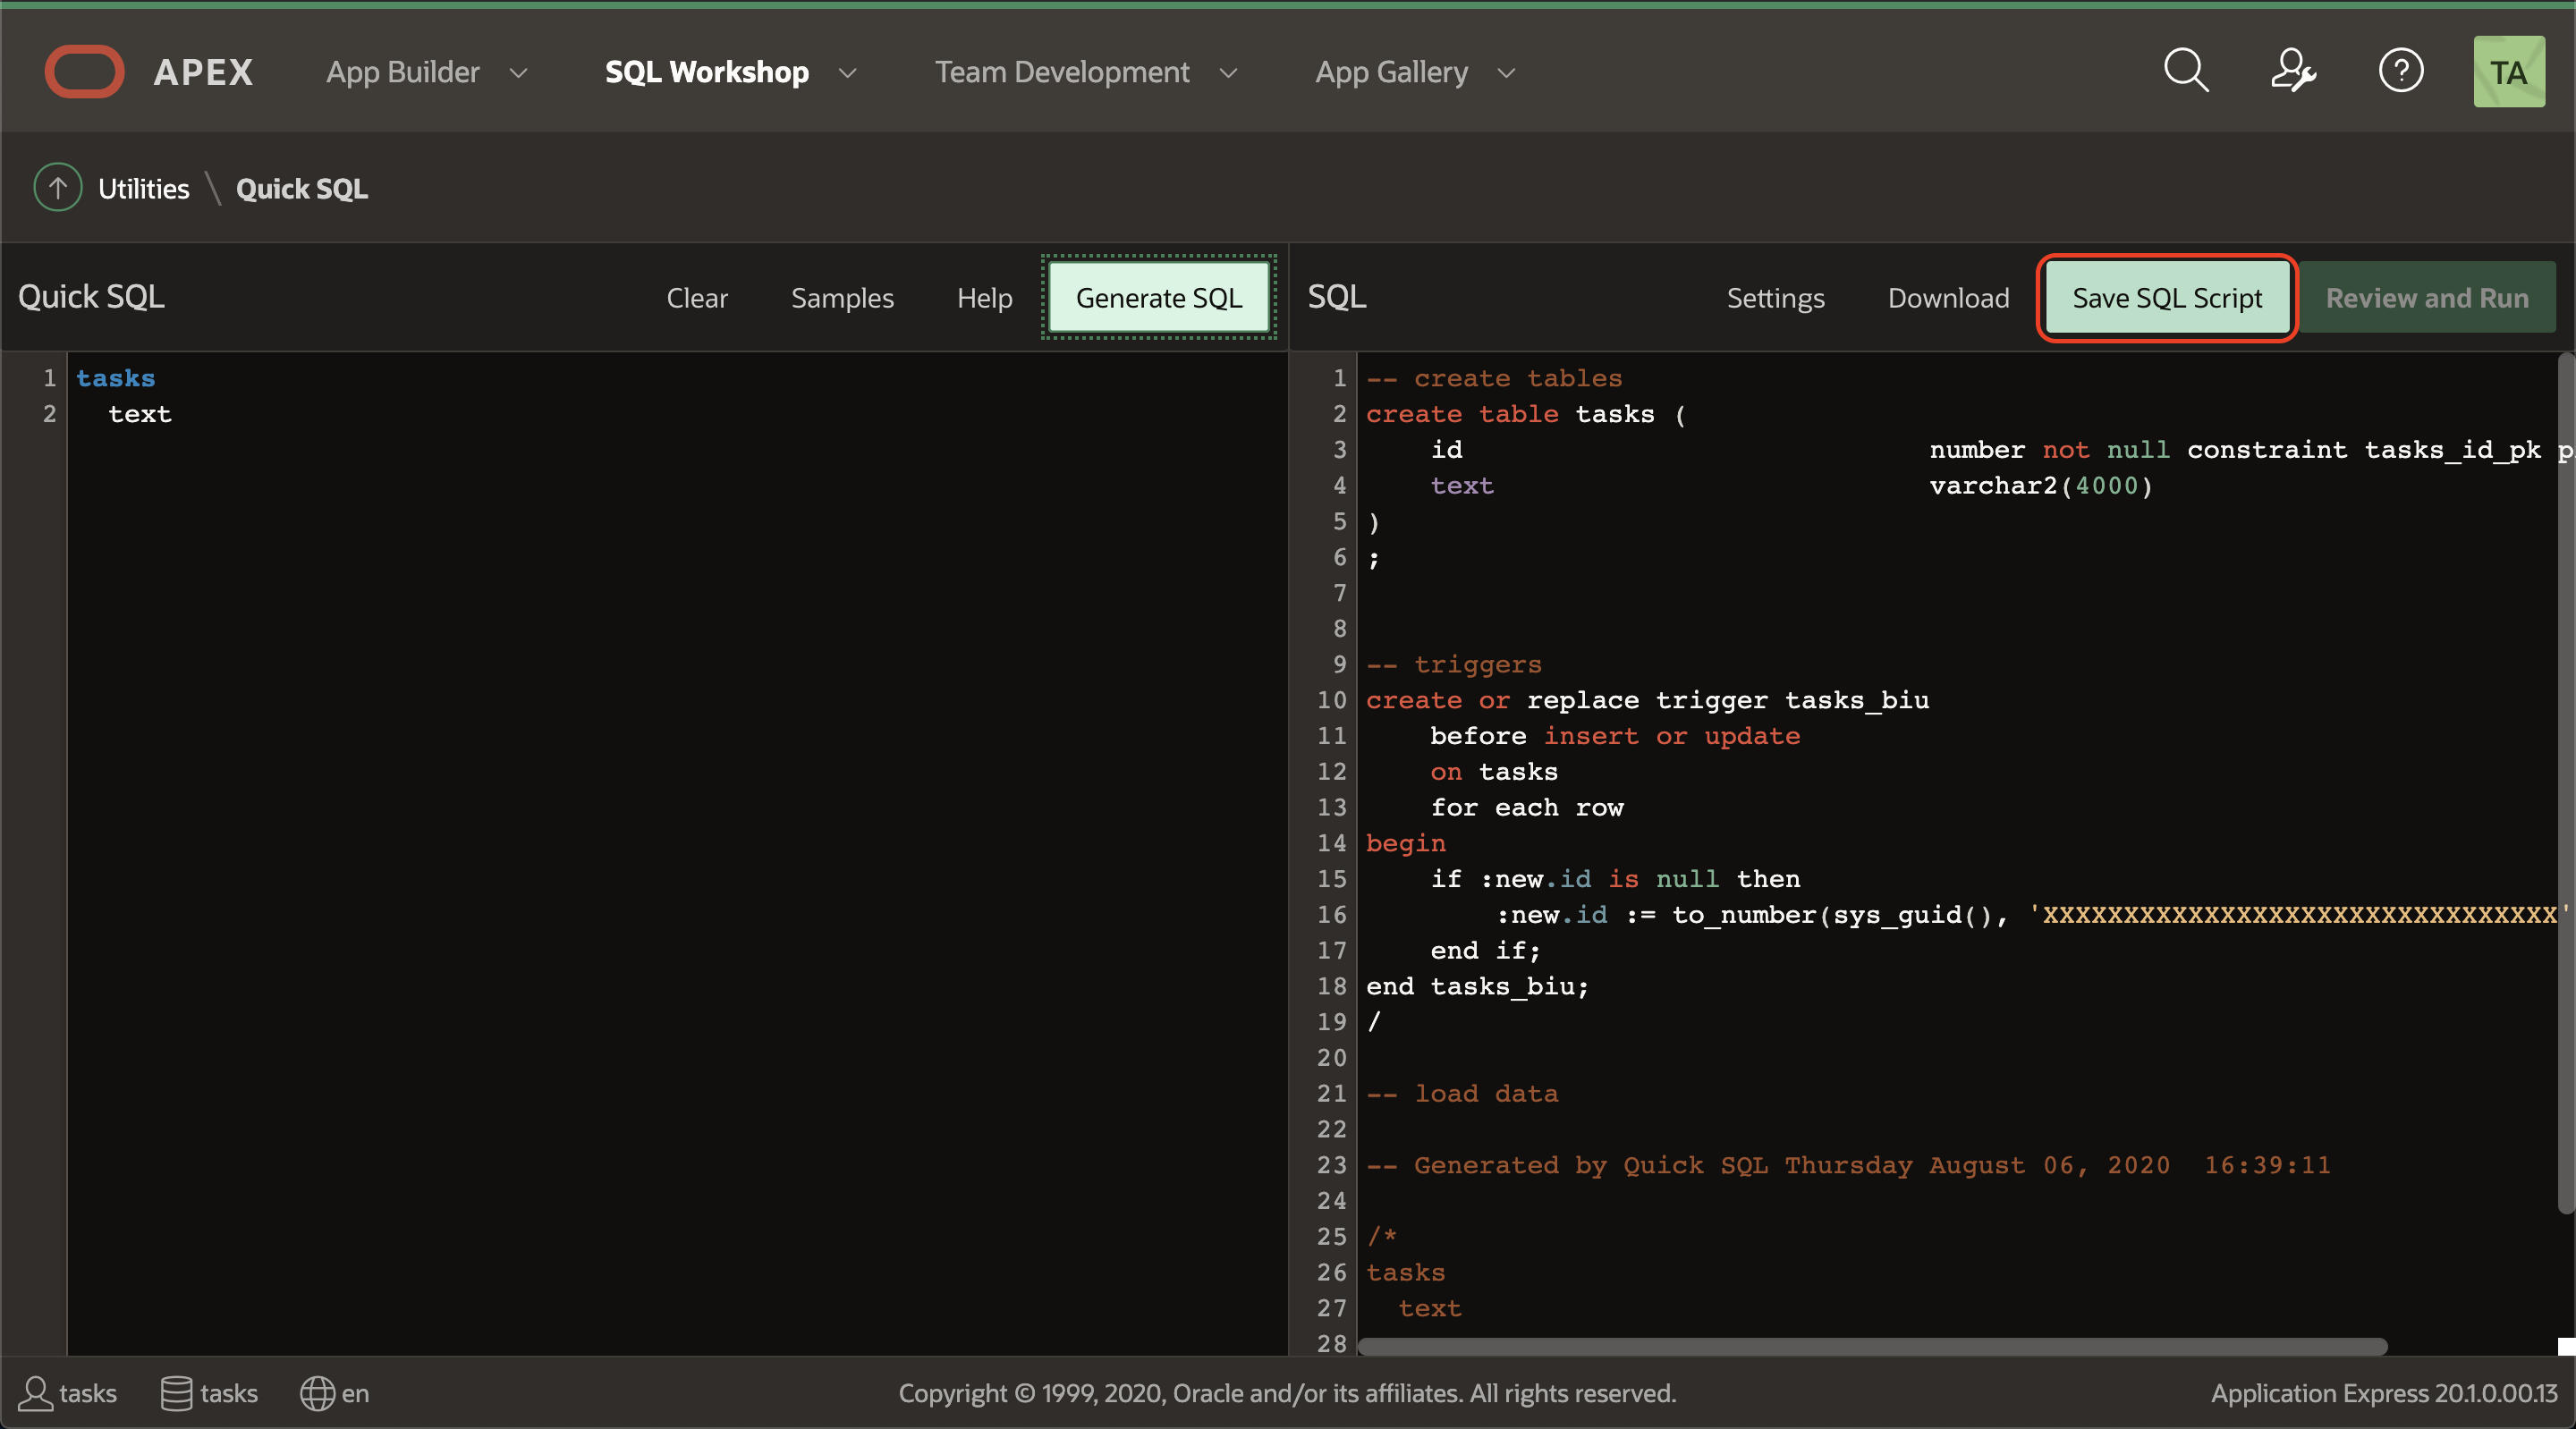 APEX App Builder SQL Workshop Team Development App Gallery TA
Utilities \ Quick SQL
Quick SQL Clear Samples Help Generate SQL
1 tasks
2 text
SQL Settings Download Save SQL Script Review and Run
1 -- create tables
2 create table tasks (
3 id number not null constraint tasks_id_pk p
4 text varchar2(4000)
5 )
6 ;
7
8
9 -- triggers
10 create or replace trigger tasks_biu
11 before insert or update
12 on tasks
13 for each row
14 begin
15 if :new.id is null then
16 :new.id := to_number(sys_guid(), 'XXXXXXXXXXXXXXXXXXXXXXXXXXXXXXXX'
17 end if;
18 end tasks_biu;
19 /
20
21 -- load data
22
23 -- Generated by Quick SQL Thursday August 06, 2020  16:39:11
24
25 /*
26 tasks
27 text
28
tasks tasks en Copyright © 1999, 2020, Oracle and/or its affiliates. All rights reserved. Application Express 20.1.0.00.13